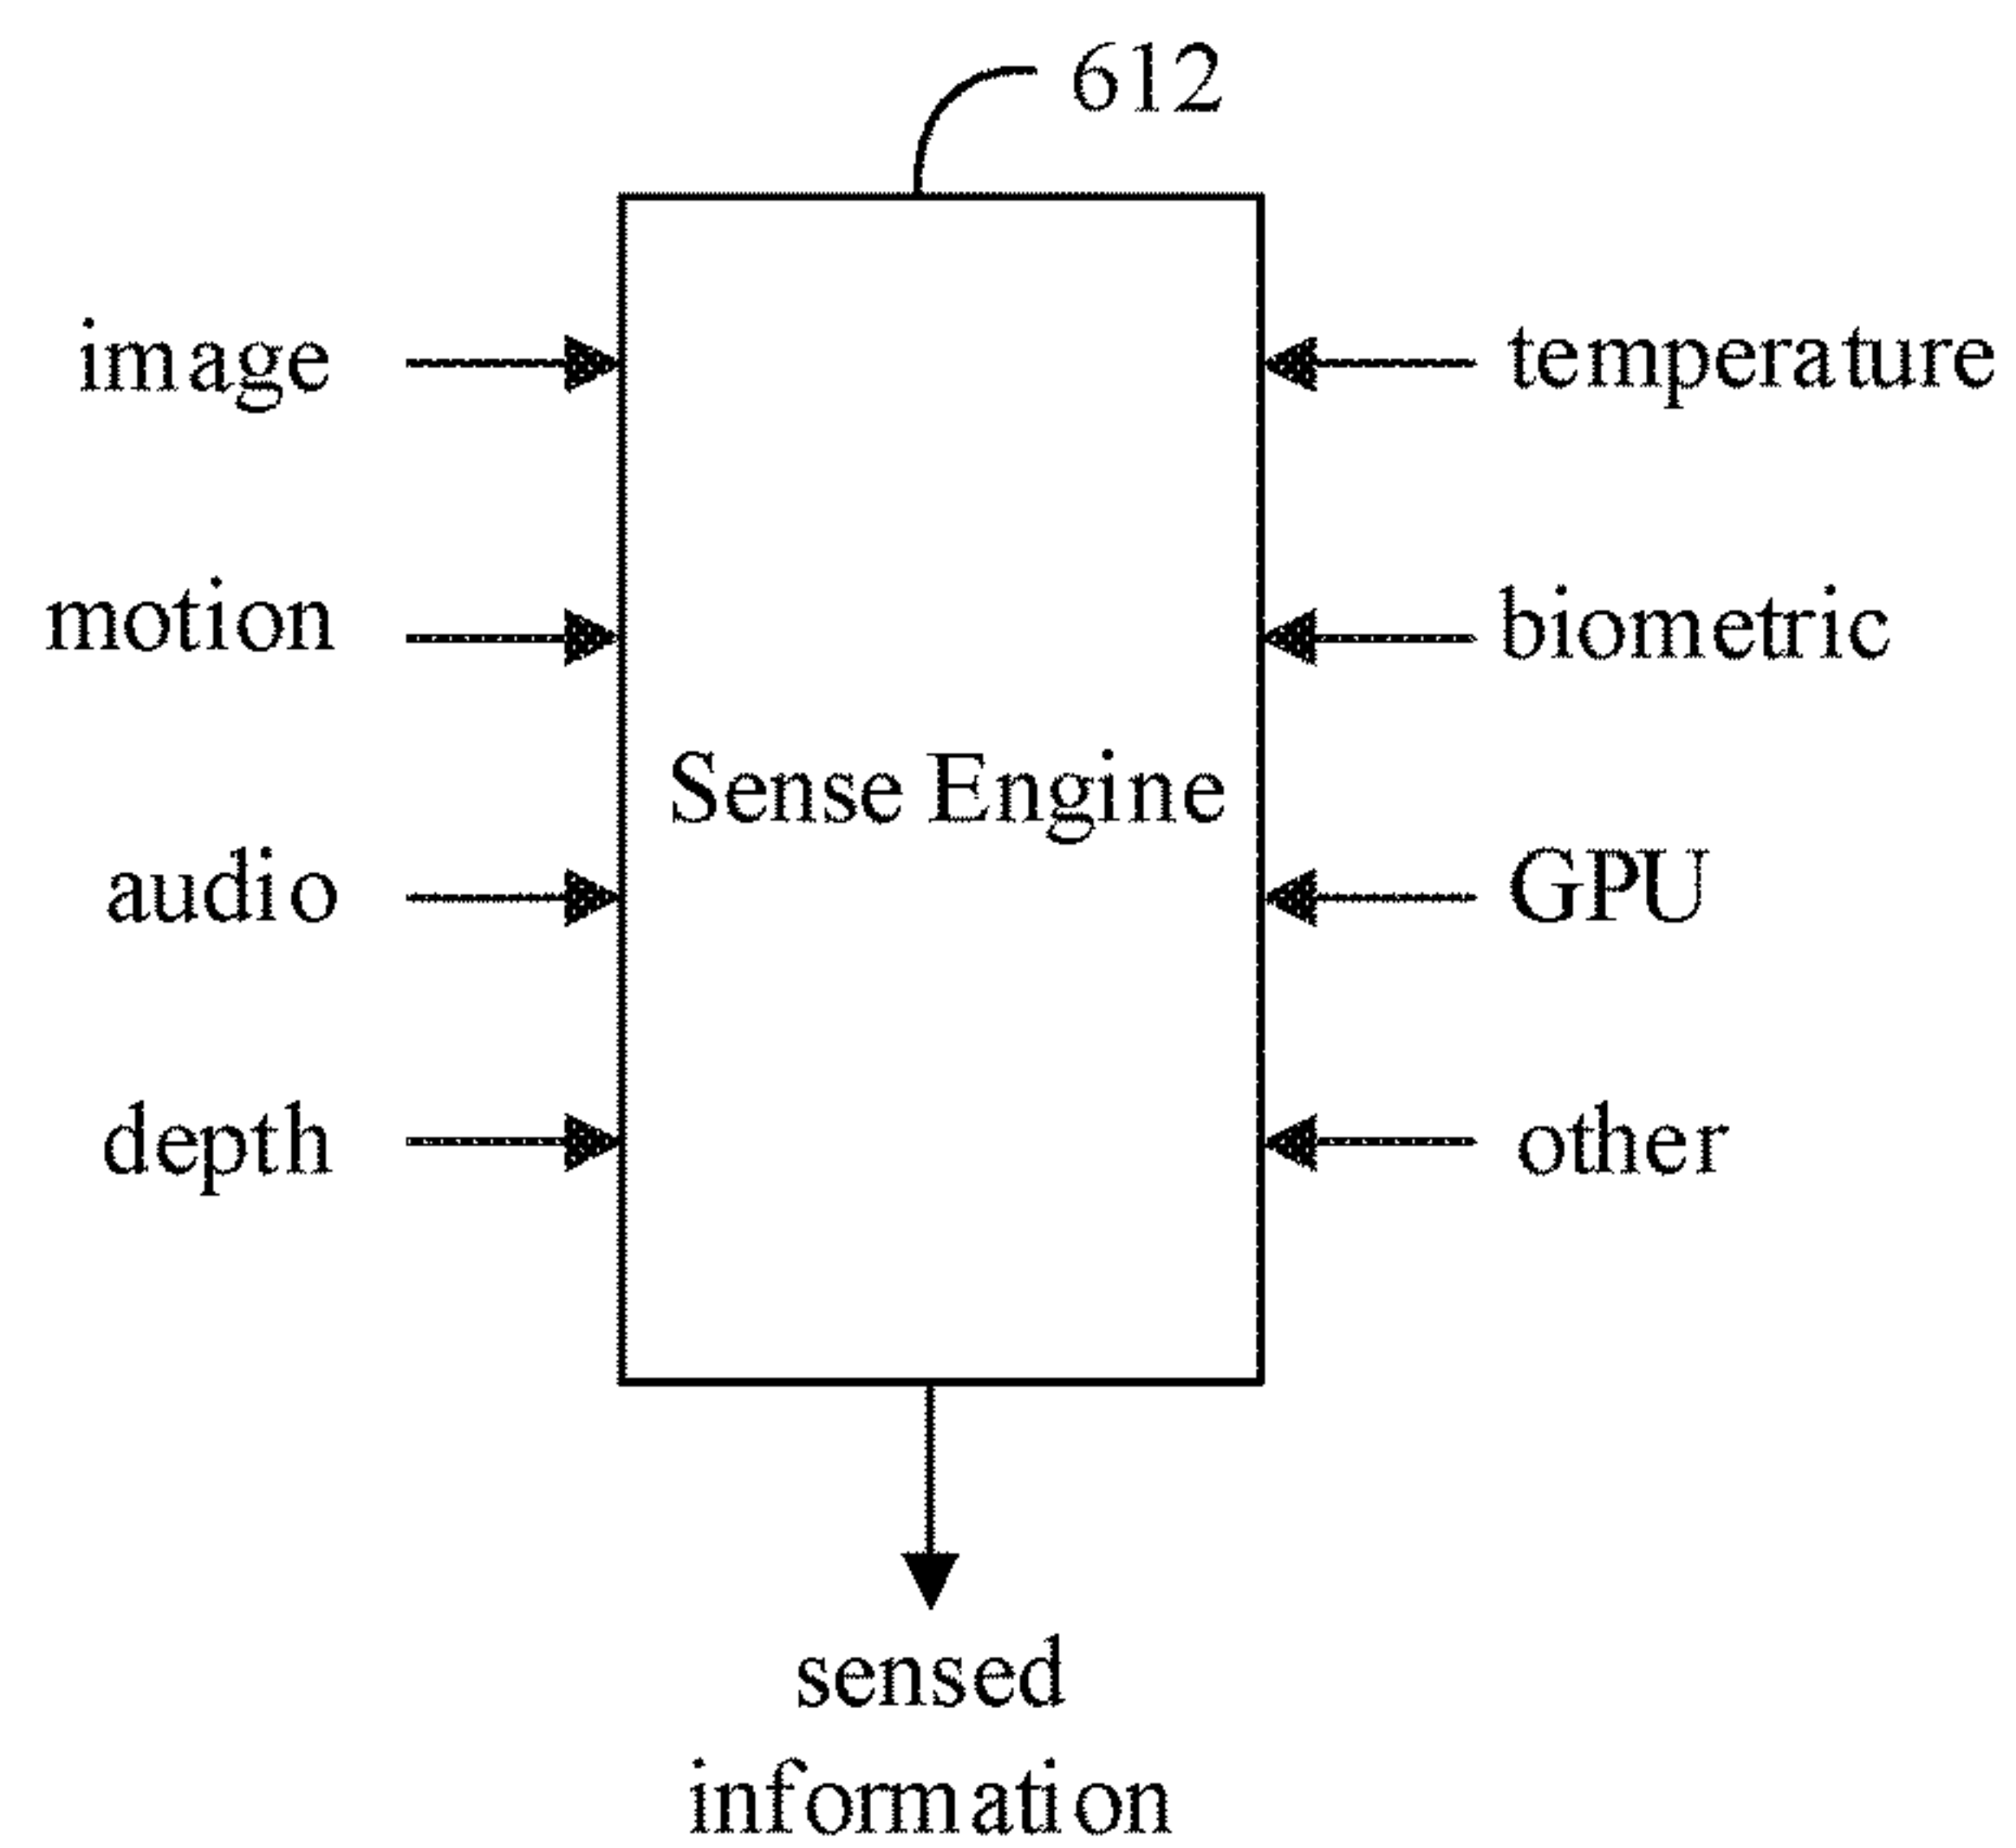 612
image
temperature
motion
biometric
Sense Engine
audio
GPU
depth
other
sensed
information